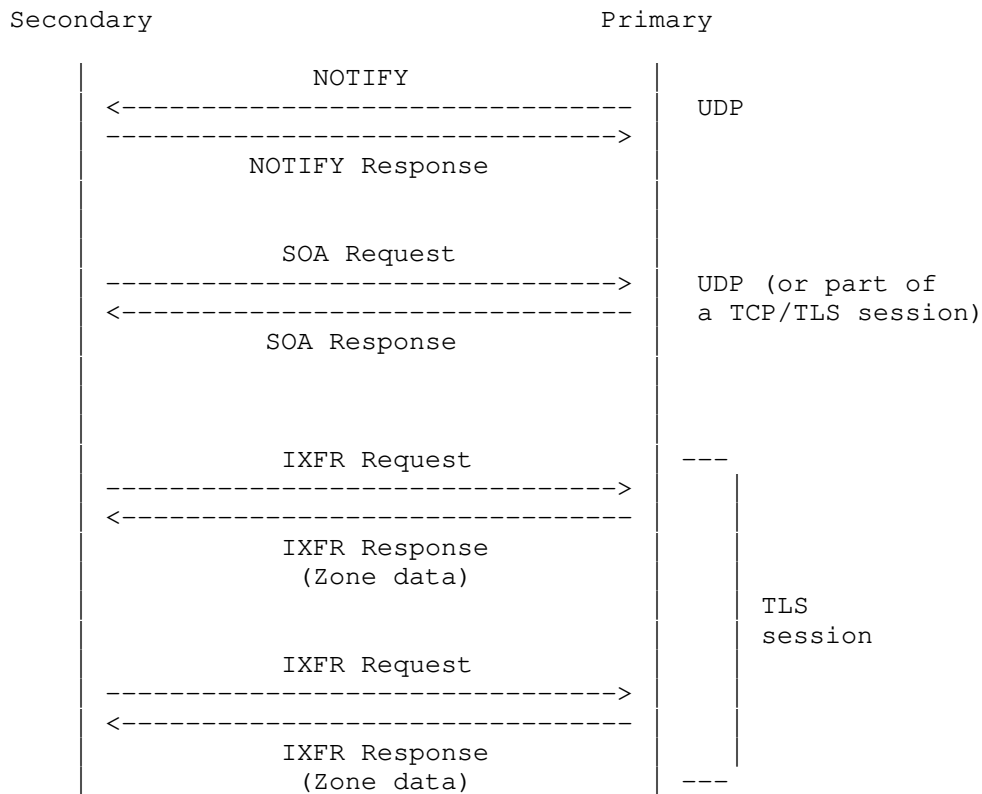 Secondary Primary
NOTIFY
UDP
NOTIFY Response
SOA Request
UDP (or part of
a TCP/TLS session)
SOA Response
IXFR Request
IXFR Response
(Zone data)
TLS
session
IXFR Request
IXFR Response
(Zone data)